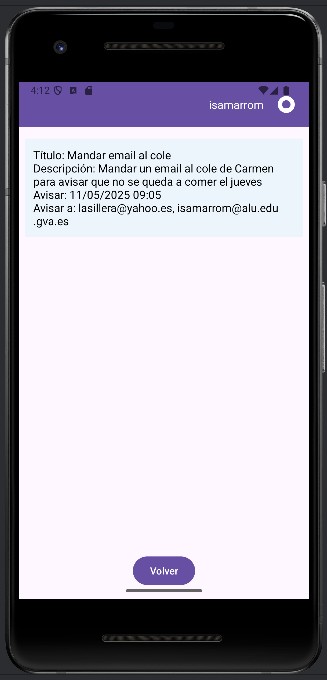 4:12
isamarrom
Título: Mandar email al cole
Descripción: Mandar un email al cole de Carmen
para avisar que no se queda a comer el jueves
Avisar: 11/05/2025 09:05
Avisar a: lasillera@yahoo.es, isamarrom@alu.edu
.gva.es
Volver